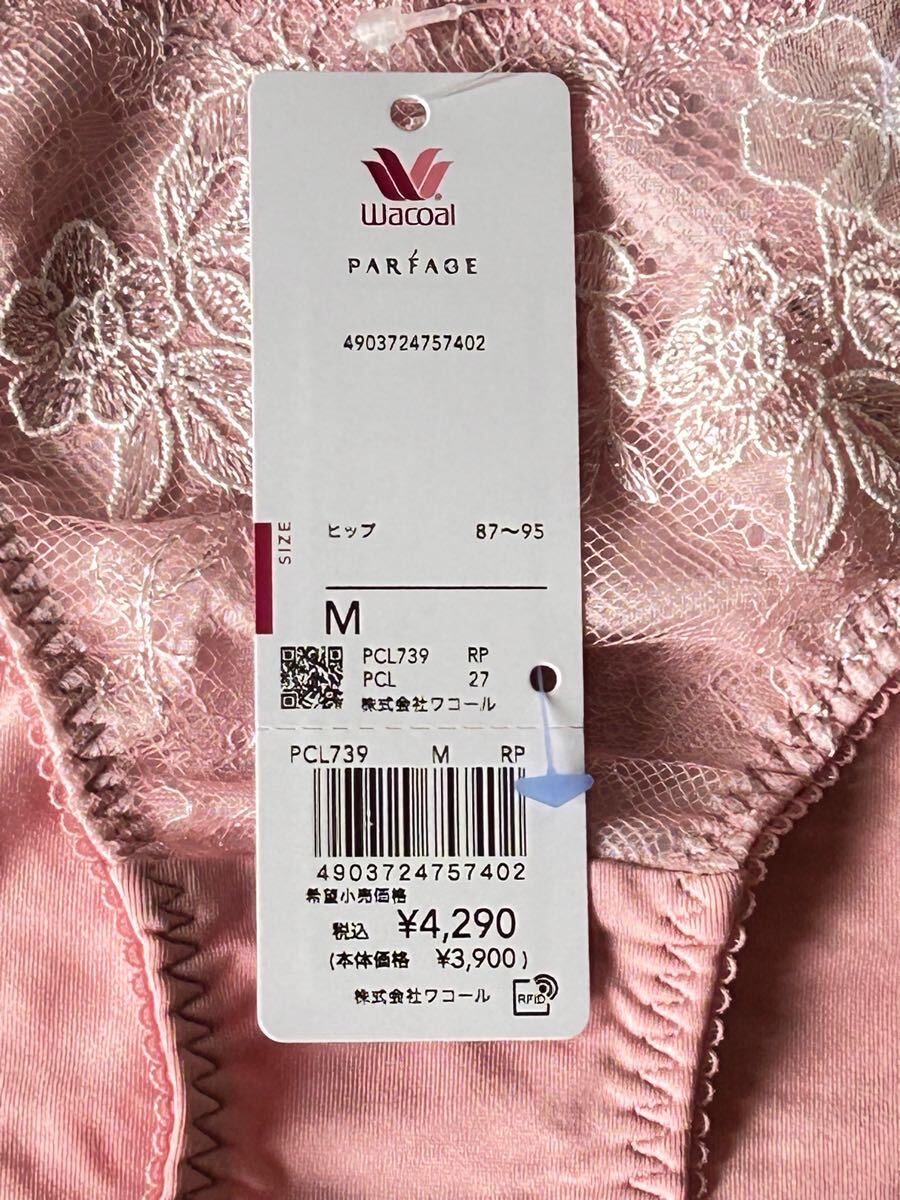 Wacoal
PARFAGE
4903724757402
SIZE
ヒップ 87〜95
M
PCL739 RP
PCL 27
株式会社ワコール
PCL739 M RP
4903724757402
希望小売価格
税込 ¥4,290
(本体価格 ¥3,900)
株式会社ワコール
RFID